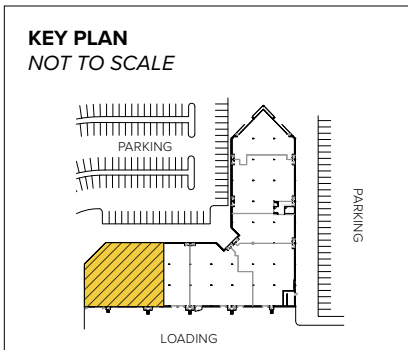 KEY PLAN
NOT TO SCALE
PARKING
PARKING
LOADING